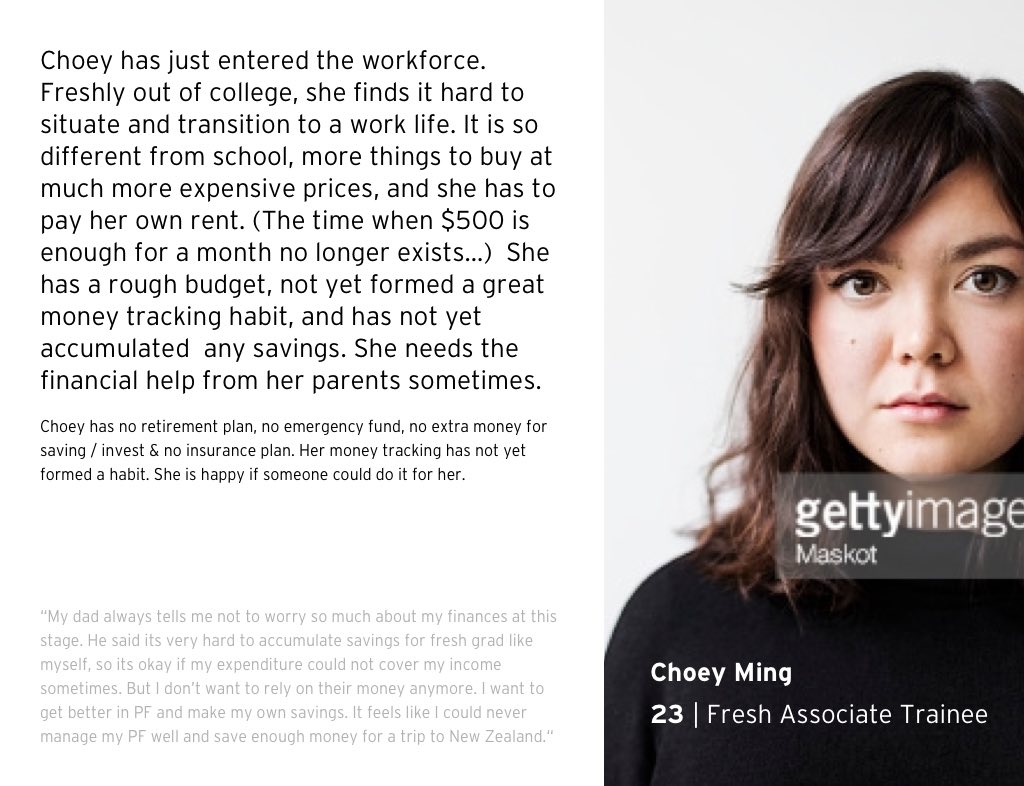 Choey has just entered the workforce.
Freshly out of college, she finds it hard to
situate and transition to a work life. It is so
different from school, more things to buy at
much more expensive prices, and she has to
pay her own rent. (The time when $500 is
enough for a month no longer exists...)  She
has a rough budget, not yet formed a great
money tracking habit, and has not yet
accumulated  any savings. She needs the
financial help from her parents sometimes.
Choey has no retirement plan, no emergency fund, no extra money for
saving / invest & no insurance plan. Her money tracking has not yet
formed a habit. She is happy if someone could do it for her.
“My dad always tells me not to worry so much about my finances at this
stage. He said its very hard to accumulate savings for fresh grad like
myself, so its okay if my expenditure could not cover my income
sometimes. But I don’t want to rely on their money anymore. I want to
get better in PF and make my own savings. It feels like I could never
manage my PF well and save enough money for a trip to New Zealand.“
gettyimage
Maskot
Choey Ming
23 | Fresh Associate Trainee